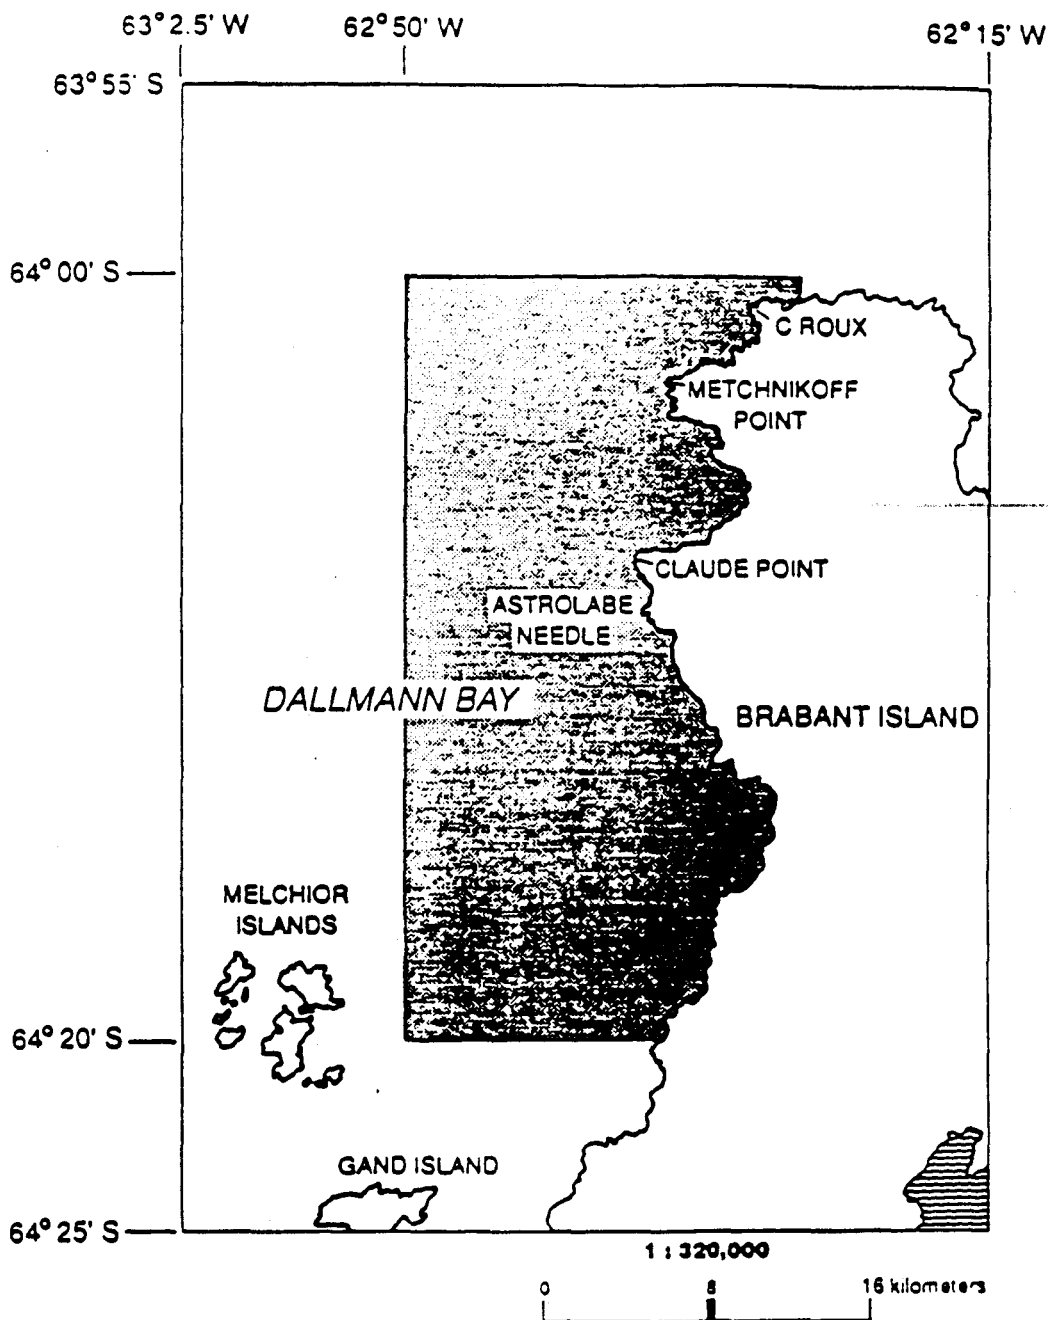 63° 2.5' W 62° 50' W 62° 15' W
63° 55' S
64° 00' S
C ROUX
METCHNIKOFF
POINT
CLAUDE POINT
ASTROLABE
NEEDLE
DALLMANN BAY
BRABANT ISLAND
MELCHIOR
ISLANDS
64° 20' S
GAND ISLAND
64° 25' S
1 : 320,000
0 8 16 kilometers